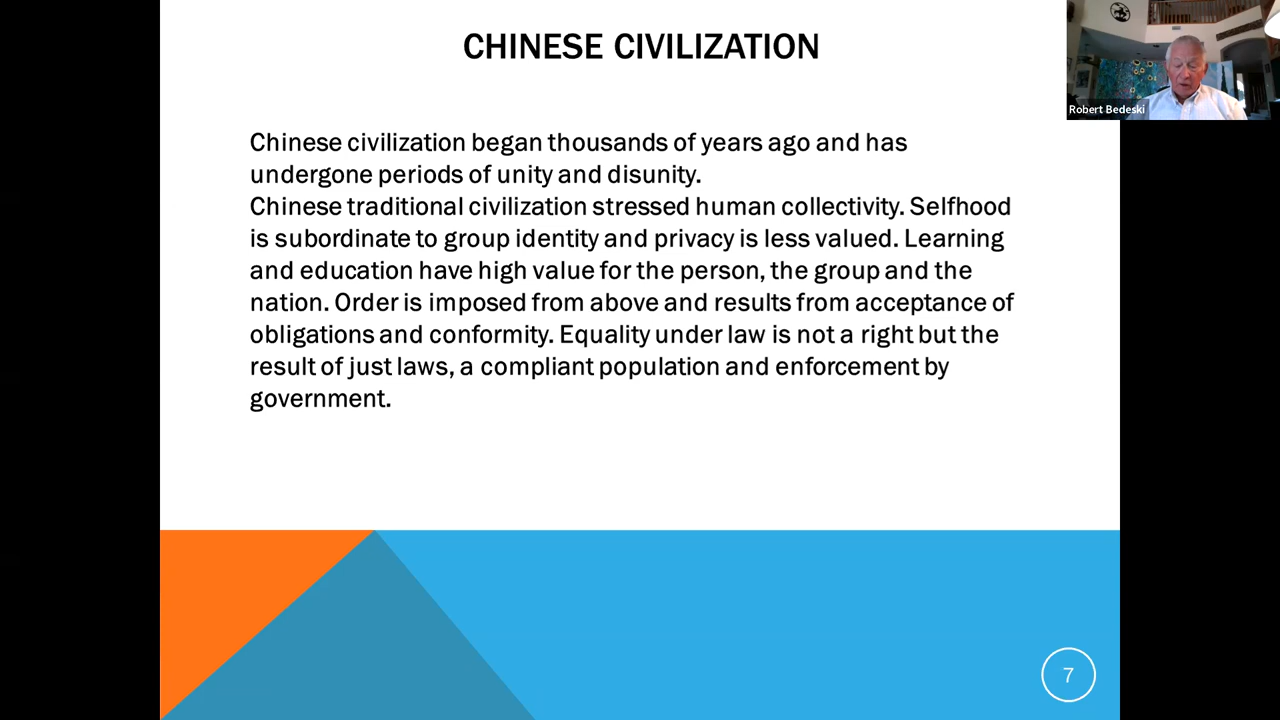 CHINESE CIVILIZATION
Robert Bedeski
Chinese civilization began thousands of years ago and has
undergone periods of unity and disunity.
Chinese traditional civilization stressed human collectivity. Selfhood
is subordinate to group identity and privacy is less valued. Learning
and education have high value for the person, the group and the
nation. Order is imposed from above and results from acceptance of
obligations and conformity. Equality under law is not a right but the
result of just laws, a compliant population and enforcement by
government.
7